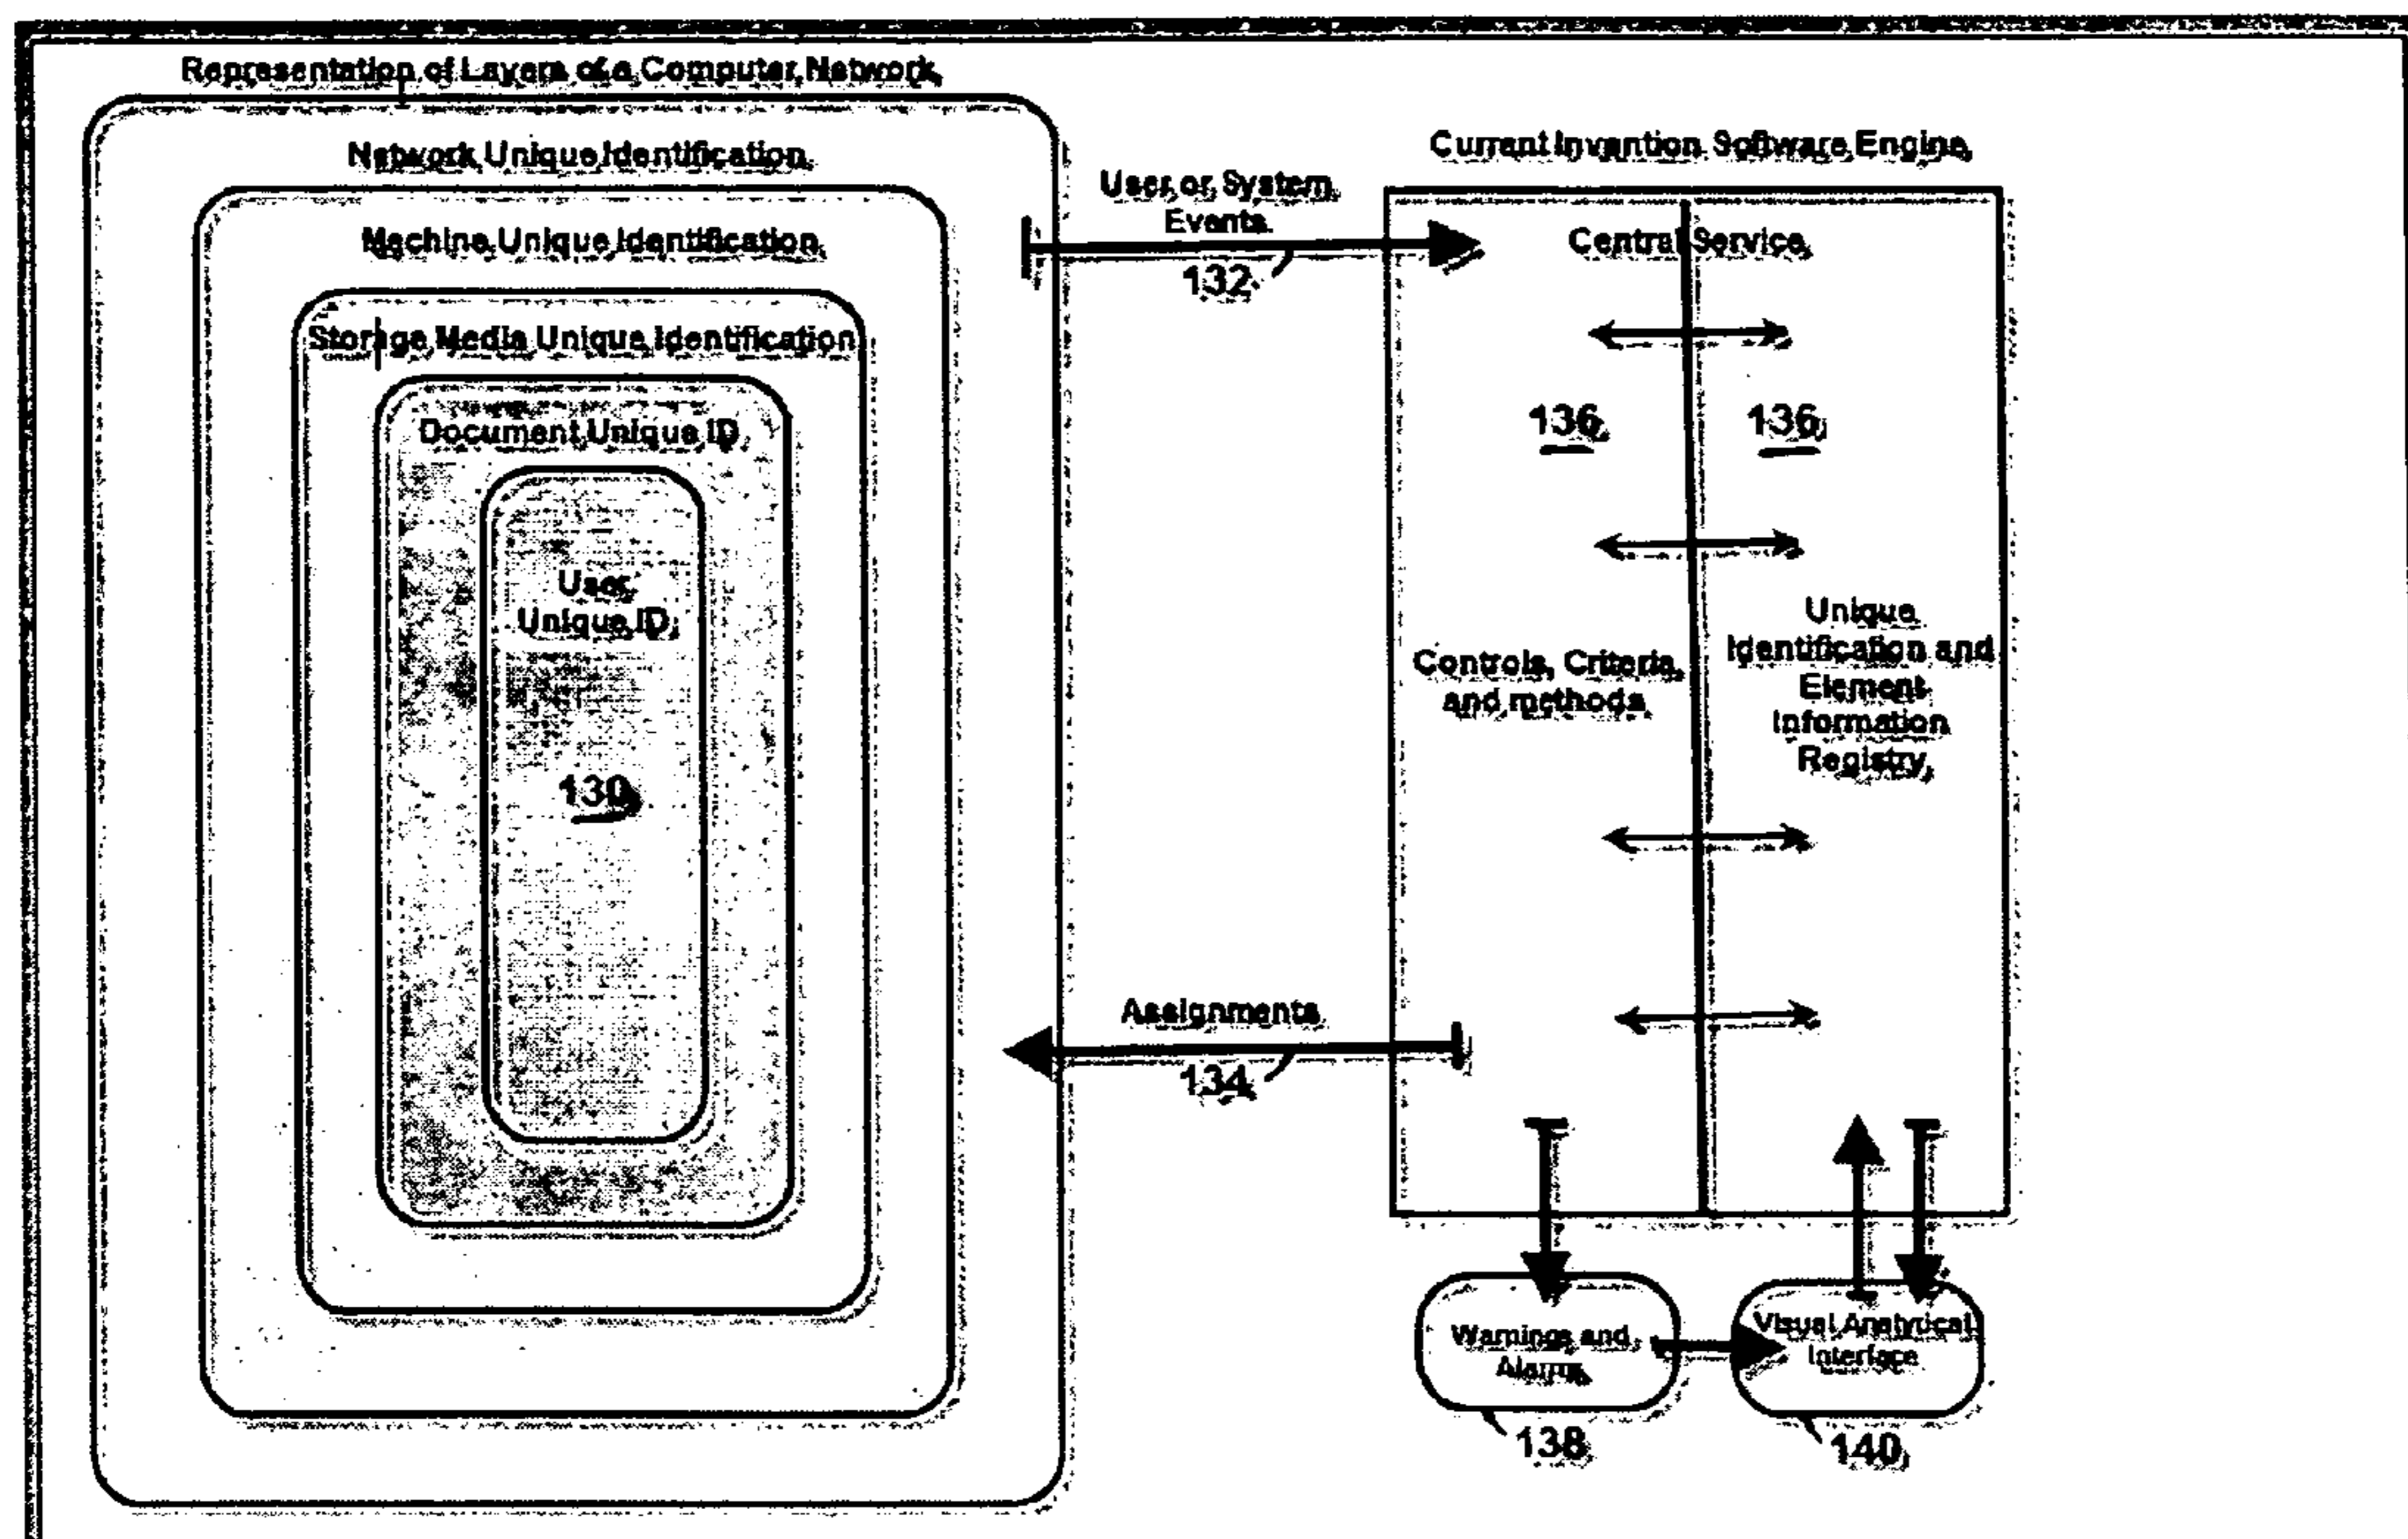 Representation of Layers of a Computer Network
Network Unique Identification
Machine Unique Identification
Storage Media Unique Identification
Document Unique ID
User
Unique ID
130
User or System
Events
132
Assignments
134
Current Invention Software Engine
Central Service
136
136
Controls, Criteria,
and methods
Unique
Identification and
Element
Information
Registry
Warnings and
Alarms
138
Visual Analytical
Interface
140